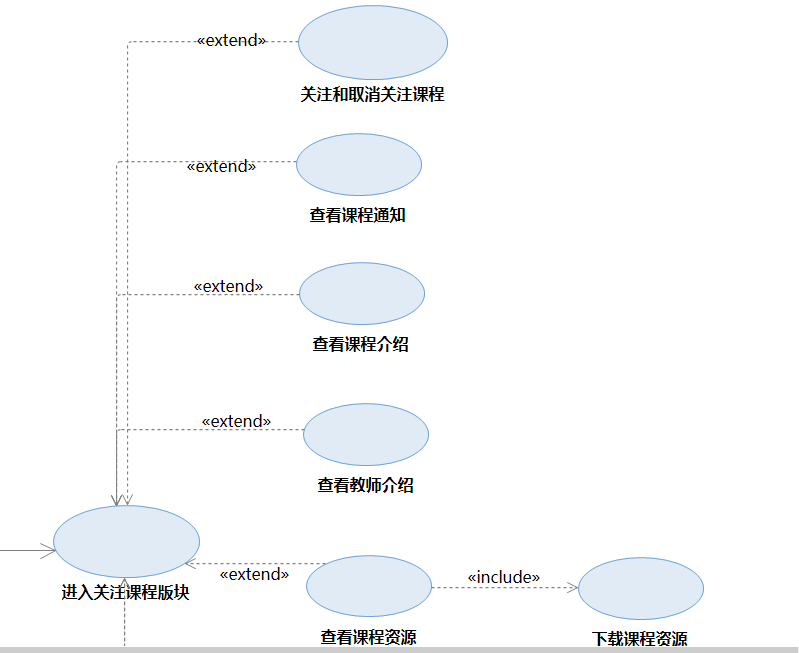 «extend»
关注和取消关注课程
«extend»
查看课程通知
«extend»
查看课程介绍
«extend»
查看教师介绍
进入关注课程版块
«extend»
«include»
查看课程资源
下载课程资源